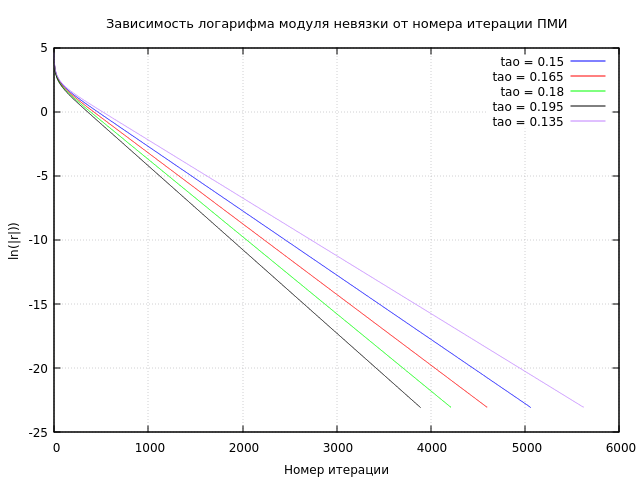 Зависимость логарифма модуля невязки от номера итерации ПМИ
5
0
-5
-10
-15
-20
-25
ln(|r|))
tao = 0.15
tao = 0.165
tao = 0.18
tao = 0.195
tao = 0.135
0 1000 2000 3000 4000 5000 6000
Номер итерации